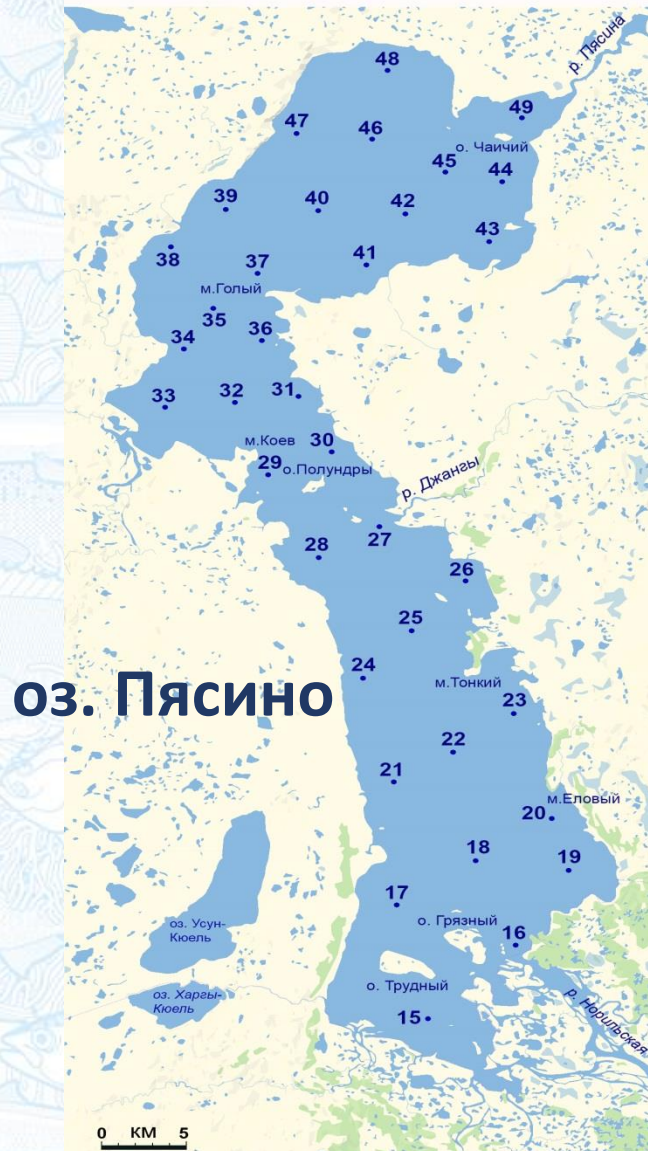 р. Пясина
48
49
47
46
о. Чаичий
45
44
39
40
42
43
38
37
41
м.Голый
35
36
34
33
32
31
м.Коев
30
29
о.Полундры
р. Джангы
27
28
26
25
24
м.Тонкий
оз. Пясино
23
22
21
м.Еловый
20
18
19
17
о. Грязный
16
оз. Усун-
Кюель
о. Трудный
оз. Харгы-
Кюель
р. Норильская
15
0 КМ 5